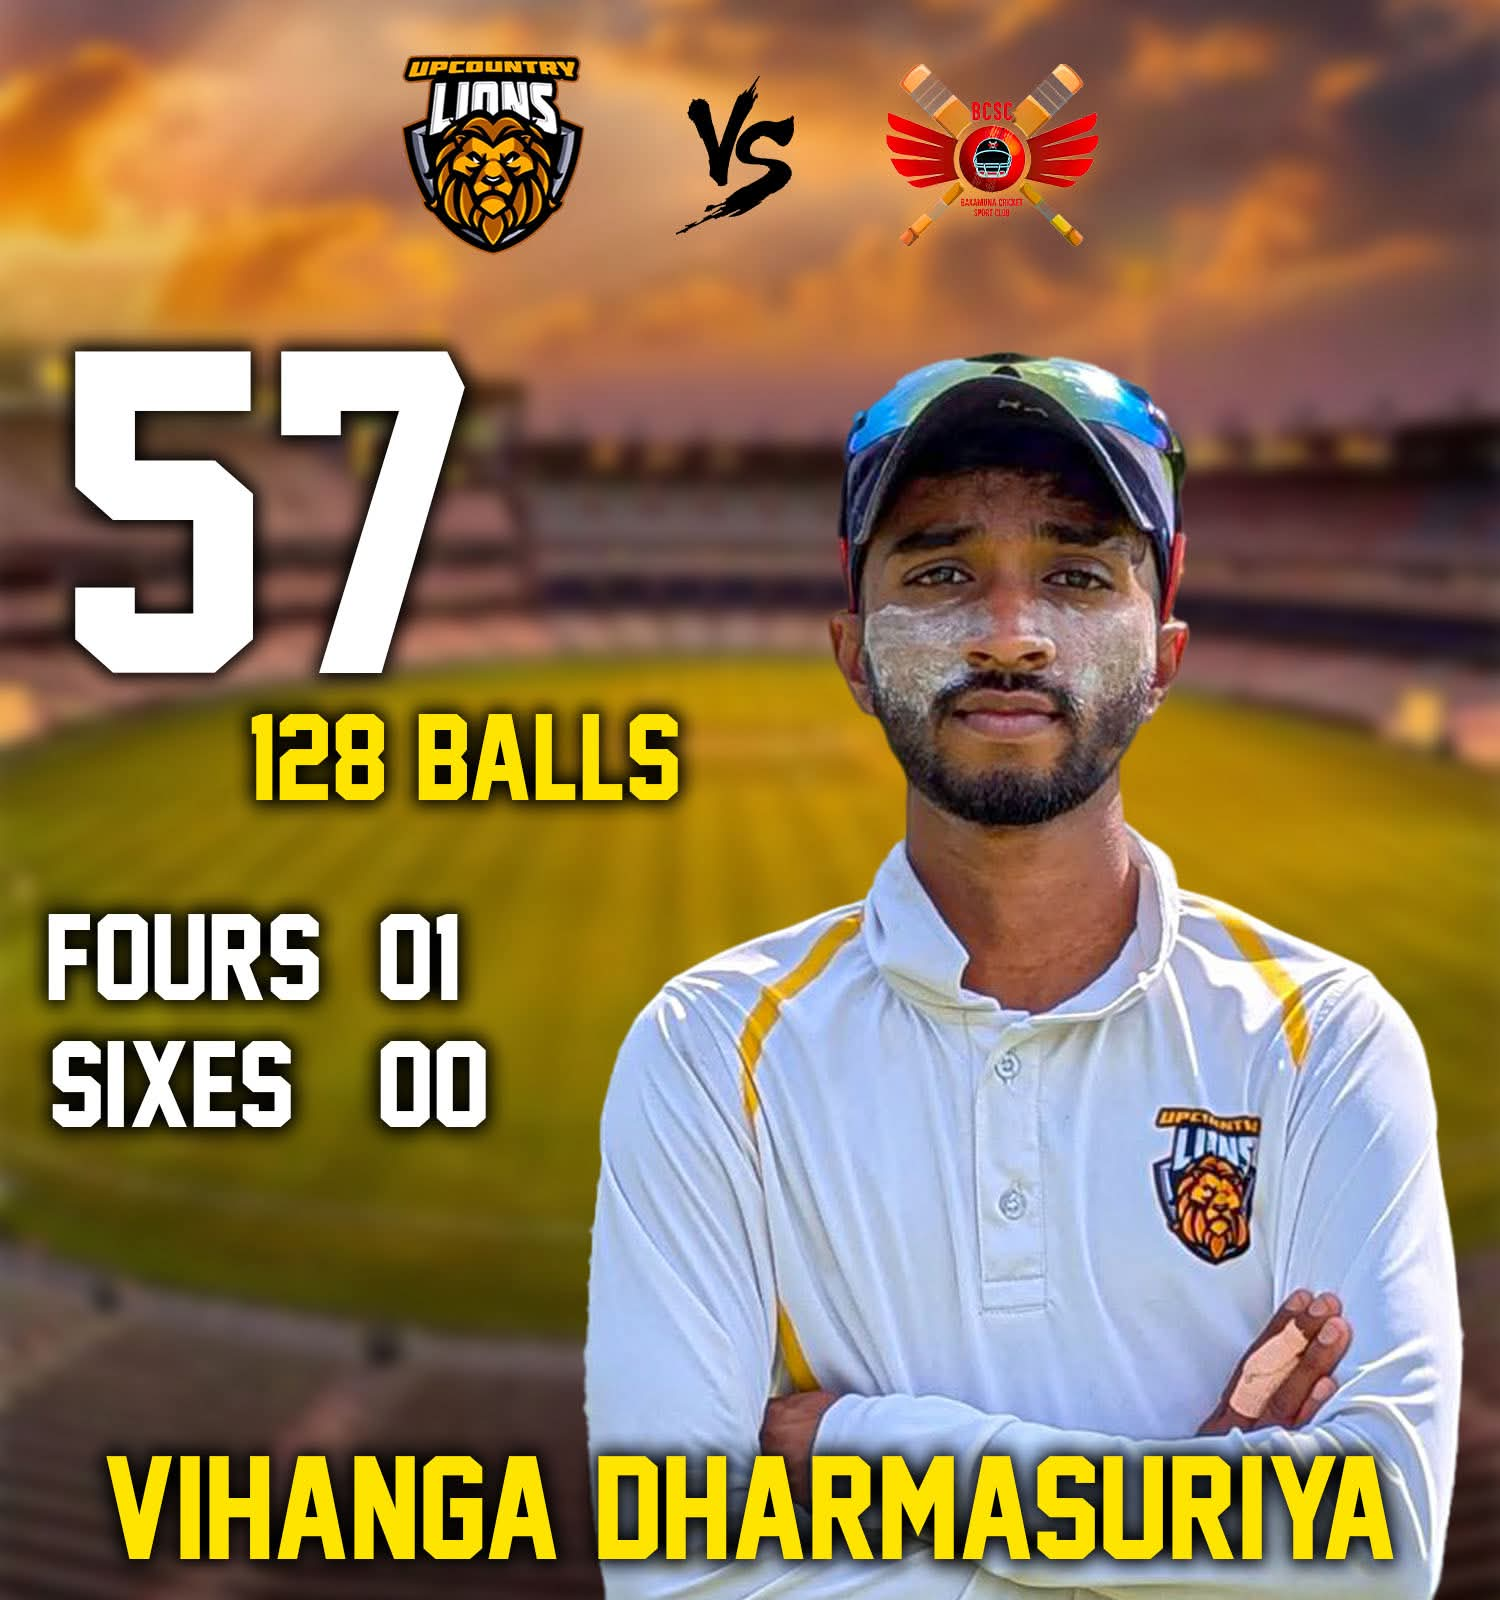 UPCOUNTRY
LIONS
VS
BCSC
BAKAMUNA CRICKET
SPORT CLUB
57
128 BALLS
FOURS 01
SIXES 00
UPCOUNTRY
LIONS
VIHANGA DHARMASURIYA